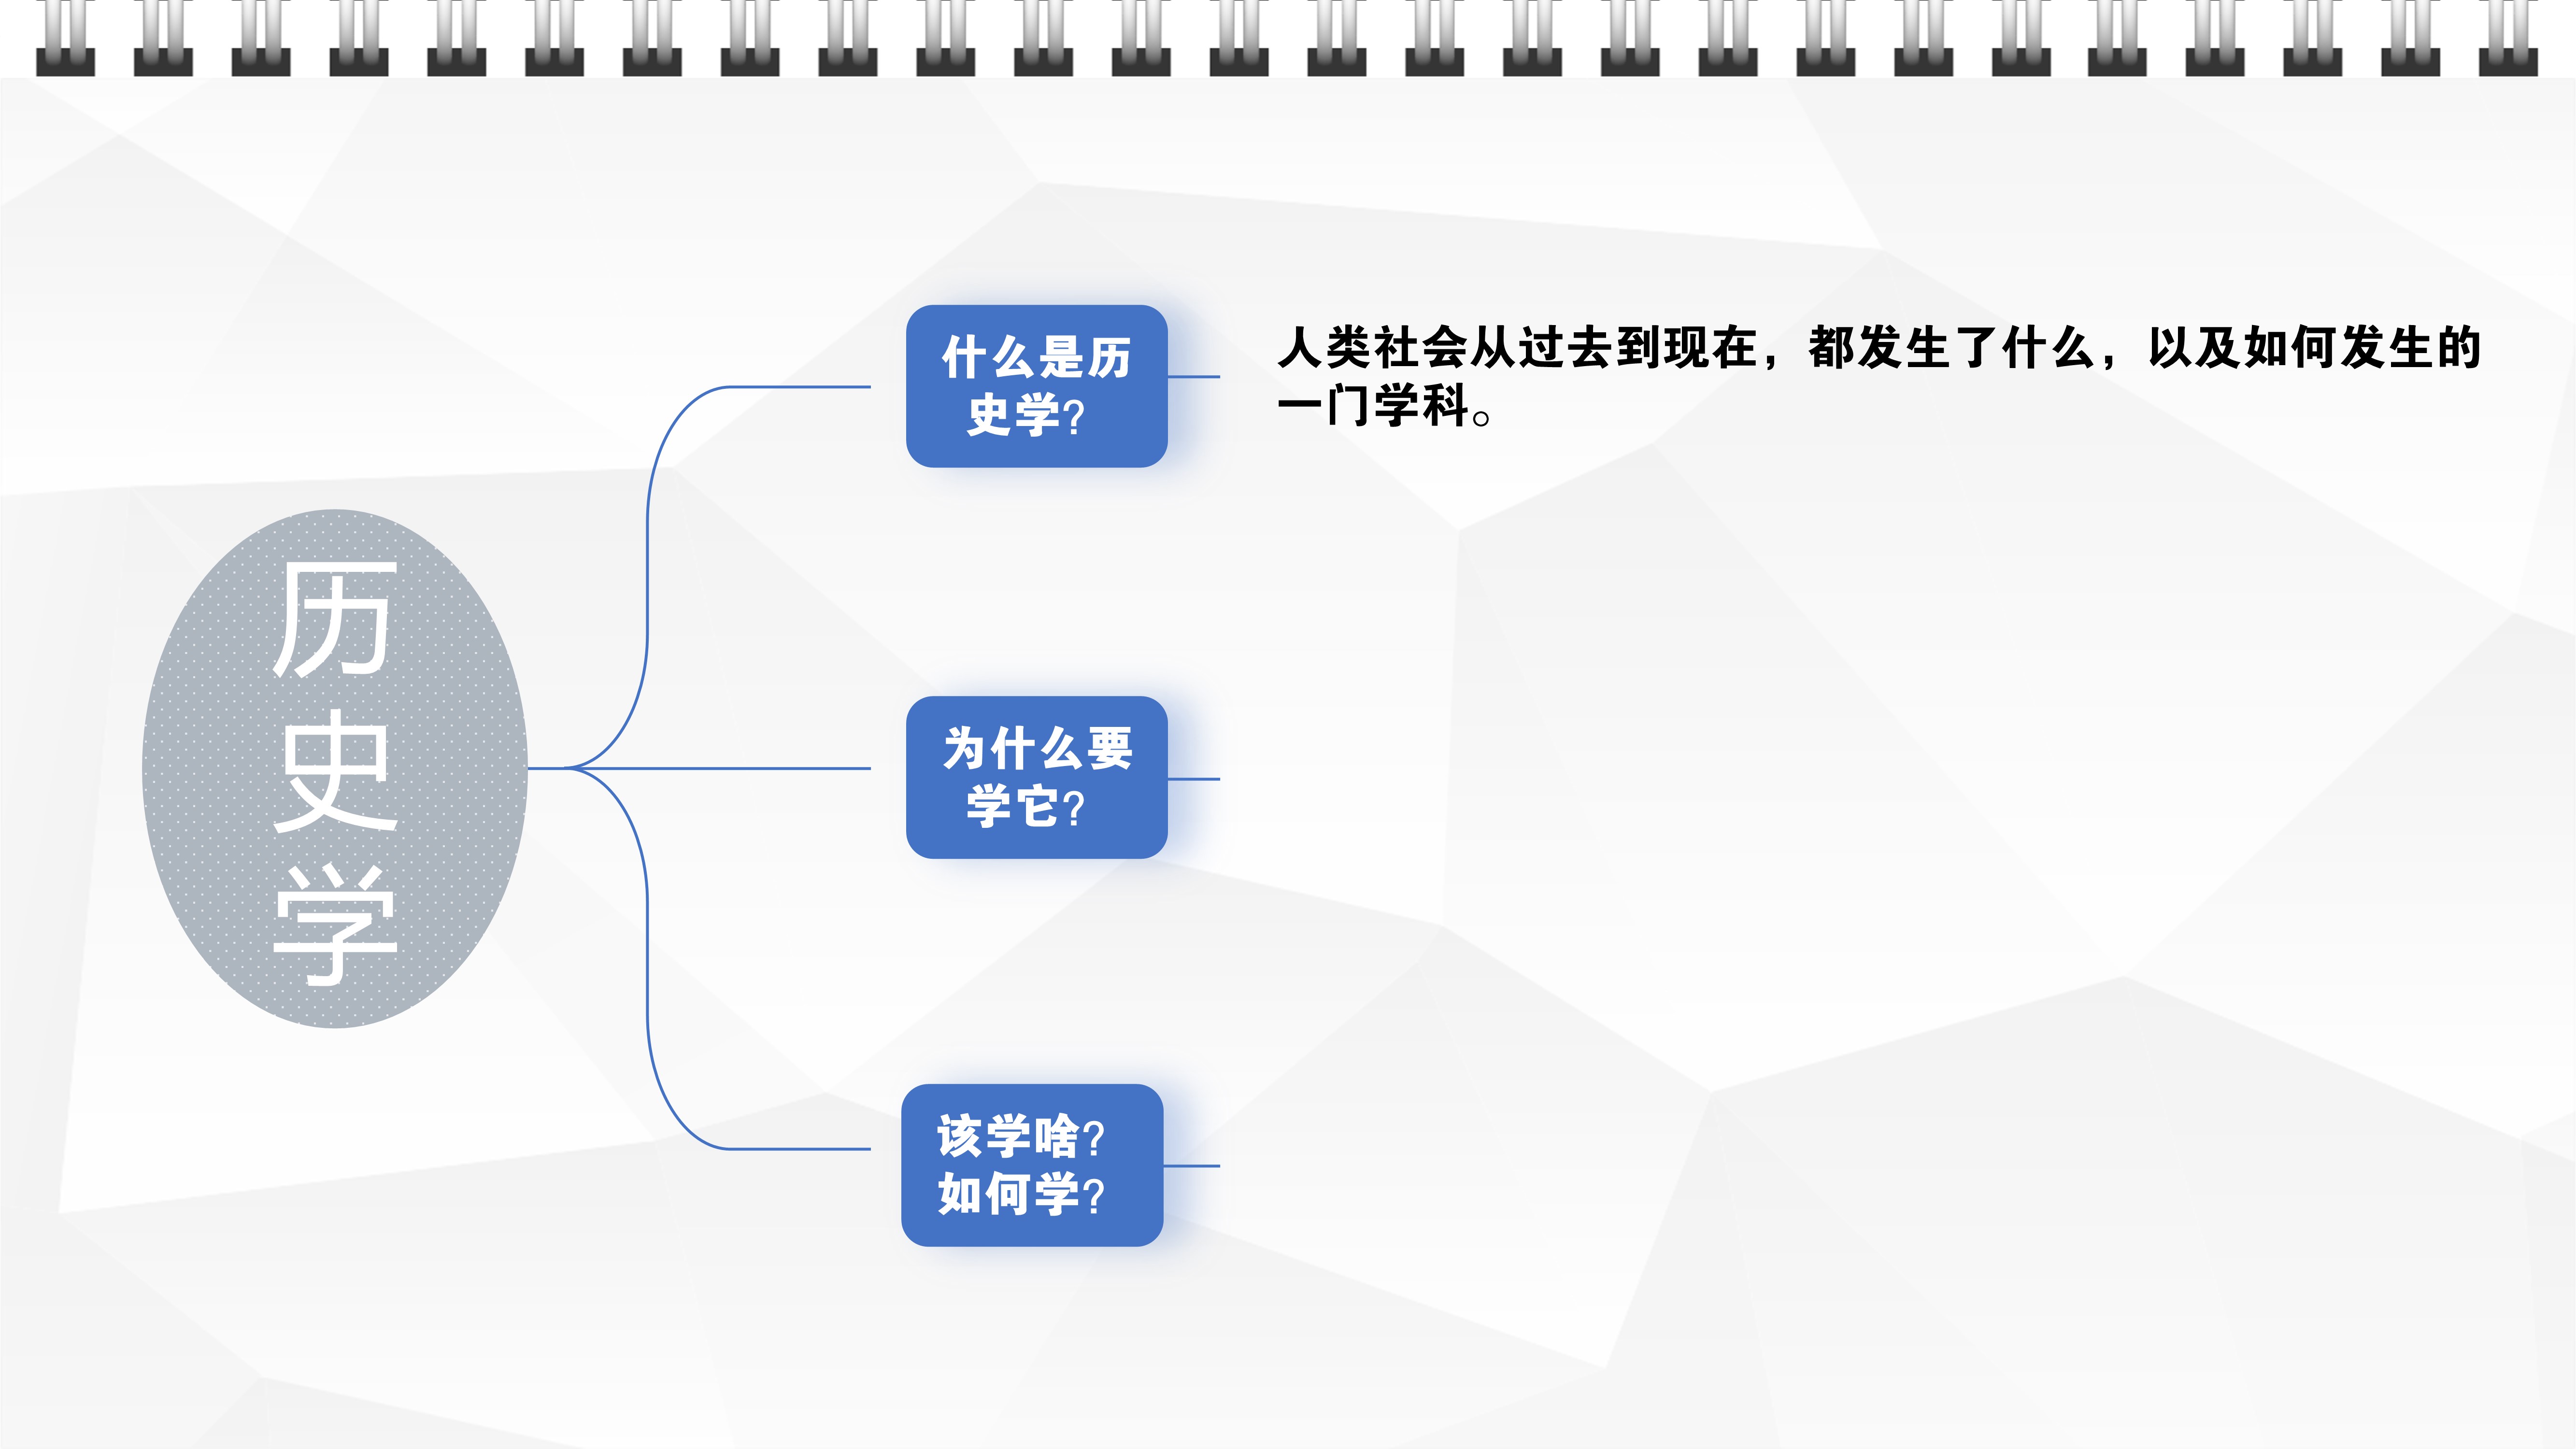 历
史
学
什么是历
史学？
人类社会从过去到现在，都发生了什么，以及如何发生的
一门学科。
为什么要
学它？
该学啥？
如何学？